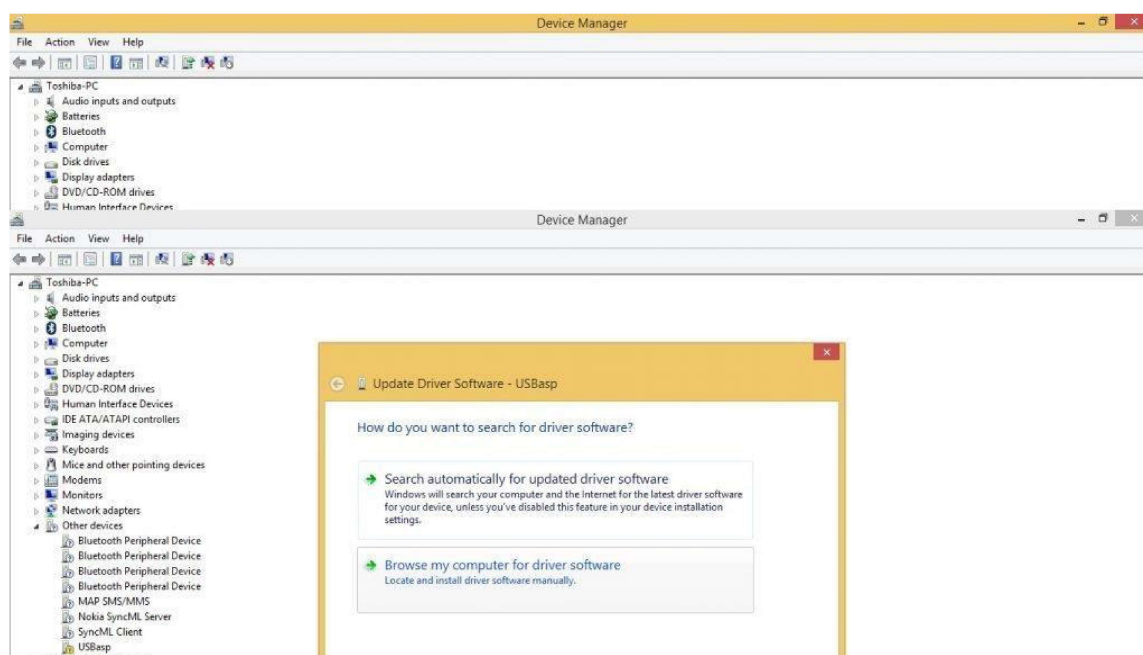 Device Manager
File Action View Help
Toshiba-PC
Audio inputs and outputs
Batteries
Bluetooth
Computer
Disk drives
Display adapters
DVD/CD-ROM drives
Human Interface Devices
Device Manager
File Action View Help
Toshiba-PC
Audio inputs and outputs
Batteries
Bluetooth
Computer
Disk drives
Display adapters
DVD/CD-ROM drives
Human Interface Devices
IDE ATA/ATAPI controllers
Imaging devices
Keyboards
Mice and other pointing devices
Modems
Monitors
Network adapters
Other devices
Bluetooth Peripheral Device
Bluetooth Peripheral Device
Bluetooth Peripheral Device
Bluetooth Peripheral Device
MAP SMS/MMS
Nokia SyncML Server
SyncML Client
USBasp
Update Driver Software - USBasp
How do you want to search for driver software?
Search automatically for updated driver software
Windows will search your computer and the Internet for the latest driver software
for your device, unless you've disabled this feature in your device installation
settings.
Browse my computer for driver software
Locate and install driver software manually.